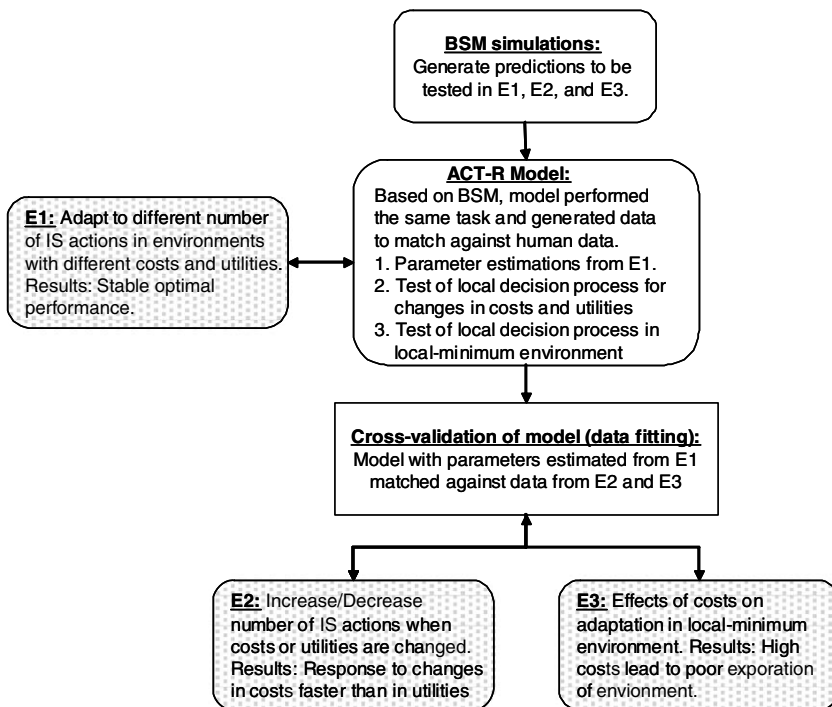 BSM simulations:
Generate predictions to be
tested in E1, E2, and E3.
ACT-R Model:
Based on BSM, model performed
the same task and generated data
to match against human data.
1. Parameter estimations from E1.
2. Test of local decision process for
changes in costs and utilities
3. Test of local decision process in
local-minimum environment
E1: Adapt to different number
of IS actions in environments
with different costs and utilities.
Results: Stable optimal
performance.
Cross-validation of model (data fitting):
Model with parameters estimated from E1
matched against data from E2 and E3
E2: Increase/Decrease
number of IS actions when
costs or utilities are changed.
Results: Response to changes
in costs faster than in utilities
E3: Effects of costs on
adaptation in local-minimum
environment. Results: High
costs lead to poor exporation
of envionment.